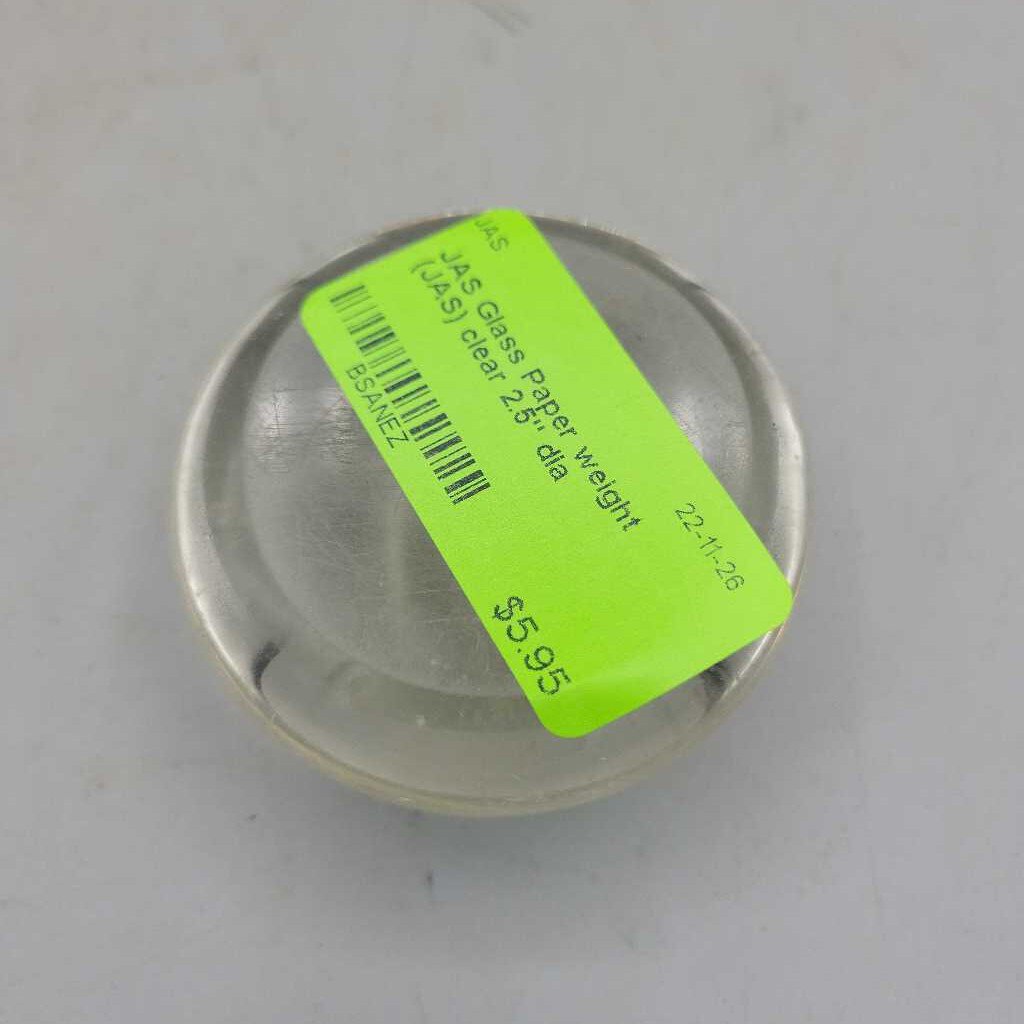 JAS
JAS Glass Paper weight
(JAS) clear 2.5" dia
BSANEZ
22-11-26
$5.95